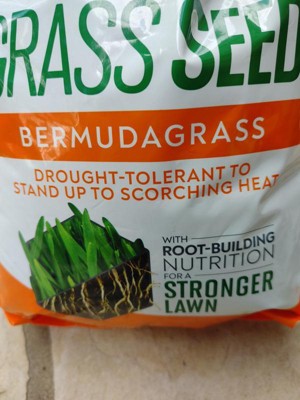 GRASS SEED
BERMUDAGRASS
DROUGHT-TOLERANT TO
STAND UP TO SCORCHING HEAT
WITH
ROOT-BUILDING
NUTRITION
FOR A
STRONGER
LAWN